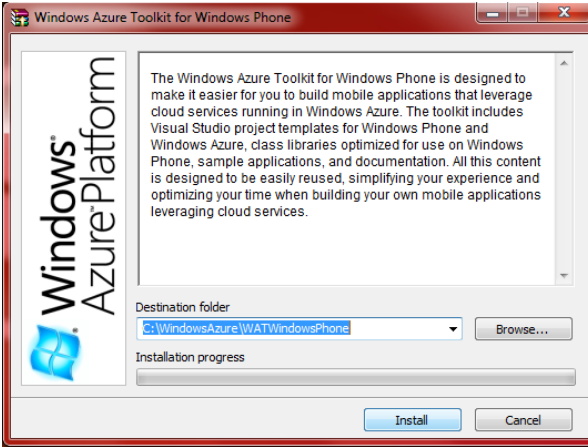 Windows Azure Toolkit for Windows Phone
The Windows Azure Toolkit for Windows Phone is designed to
make it easier for you to build mobile applications that leverage
cloud services running in Windows Azure. The toolkit includes
Visual Studio project templates for Windows Phone and
Windows Azure, class libraries optimized for use on Windows
Phone, sample applications, and documentation. All this content
is designed to be easily reused, simplifying your experience and
optimizing your time when building your own mobile applications
leveraging cloud services.
Windows®
Azure™Platform
Destination folder
C:\WindowsAzure\WATWindowsPhone
Browse...
Installation progress
Install
Cancel